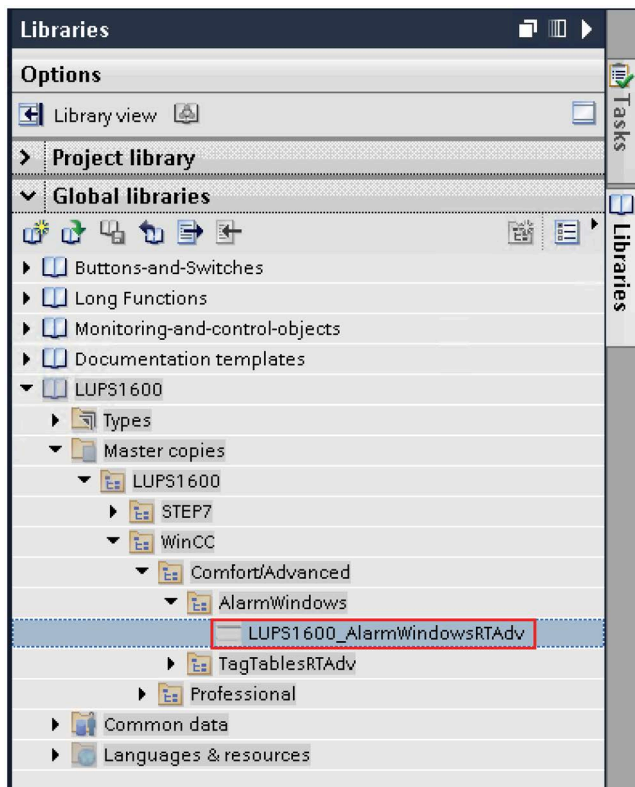 Libraries
Options
Library view
Project library
Global libraries
Buttons-and-Switches
Long Functions
Monitoring-and-control-objects
Documentation templates
LUPS1600
Types
Master copies
LUPS1600
STEP7
WinCC
Comfort/Advanced
AlarmWindows
LUPS1600_AlarmWindowsRTAdv
TagTablesRTAdv
Professional
Common data
Languages & resources
Tasks
Libraries